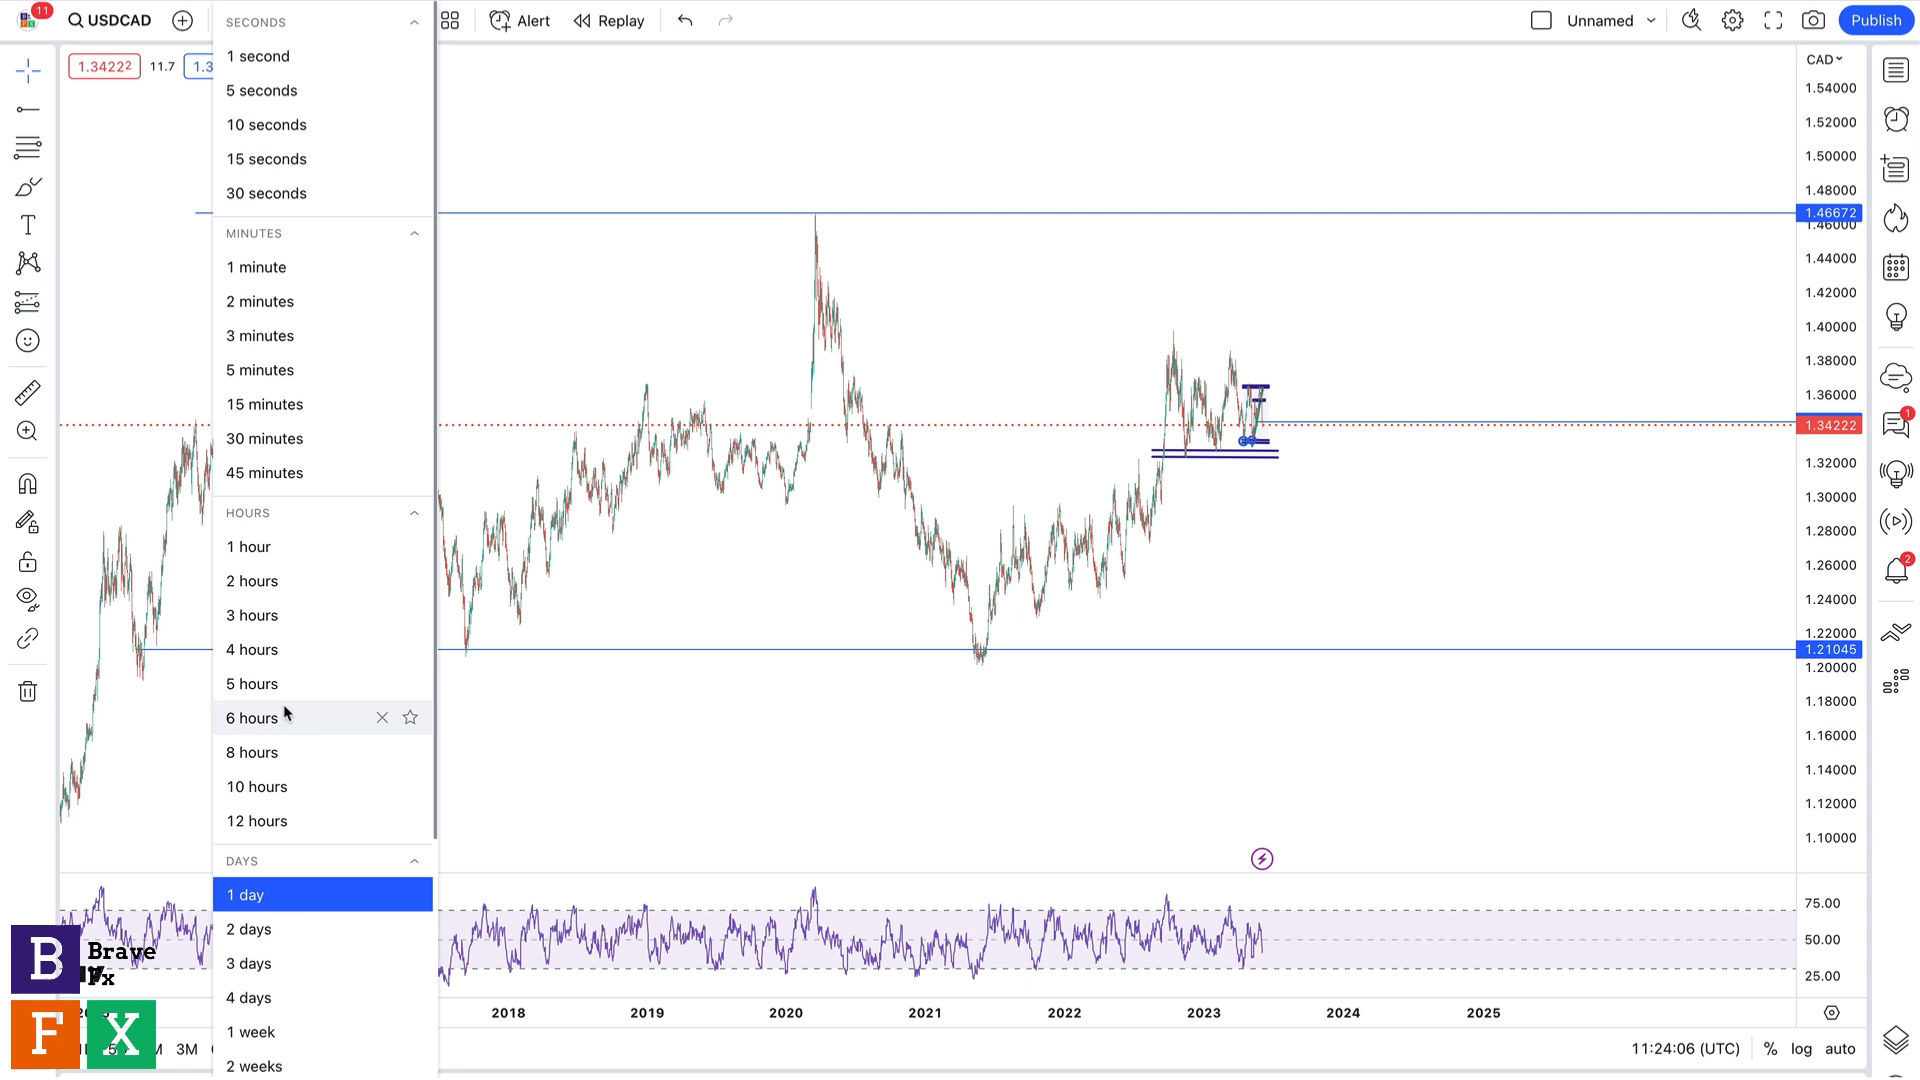 11
USDCAD
Alert
Replay
Unnamed
Publish
1.34222
11.7
1.3
SECONDS
1 second
5 seconds
10 seconds
15 seconds
30 seconds
MINUTES
1 minute
2 minutes
3 minutes
5 minutes
15 minutes
30 minutes
45 minutes
HOURS
1 hour
2 hours
3 hours
4 hours
5 hours
6 hours
8 hours
10 hours
12 hours
DAYS
1 day
2 days
3 days
4 days
1 week
2 weeks
CAD
1.54000
1.52000
1.50000
1.48000
1.46672
1.46000
1.44000
1.42000
1.40000
1.38000
1.36000
1.34222
1.32000
1.30000
1.28000
1.26000
1.24000
1.22000
1.21045
1.20000
1.18000
1.16000
1.14000
1.12000
1.10000
75.00
50.00
25.00
1
2
2018
2019
2020
2021
2022
2023
2024
2025
B
Brave
Fx
F X
3M
11:24:06 (UTC)
%
log
auto